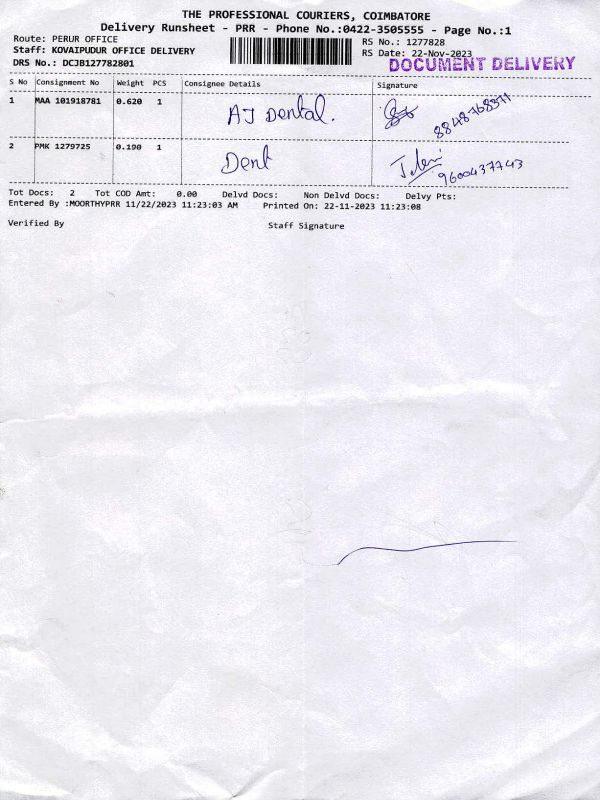 THE PROFESSIONAL COURIERS, COIMBATORE
Delivery Runsheet - PRR - Phone No.:0422-3505555 - Page No.:1
Route: PERUR OFFICE RS No.: 1277828
Staff: KOVAIPUDUR OFFICE DELIVERY RS Date: 22-Nov-2023
DRS No.: DCJB127782801 DOCUMENT DELIVERY
S No Consignment No Weight PCS Consignee Details Signature
1 MAA 101918781 0.620 1 AJ Dental. 8848768371
2 PMK 1279725 0.190 1 Dent 9600437743
Tot Docs: 2 Tot COD Amt: 0.00 Delvd Docs: Non Delvd Docs: Delvy Pts:
Entered By :MOORTHYPRR 11/22/2023 11:23:03 AM Printed On: 22-11-2023 11:23:08
Verified By Staff Signature